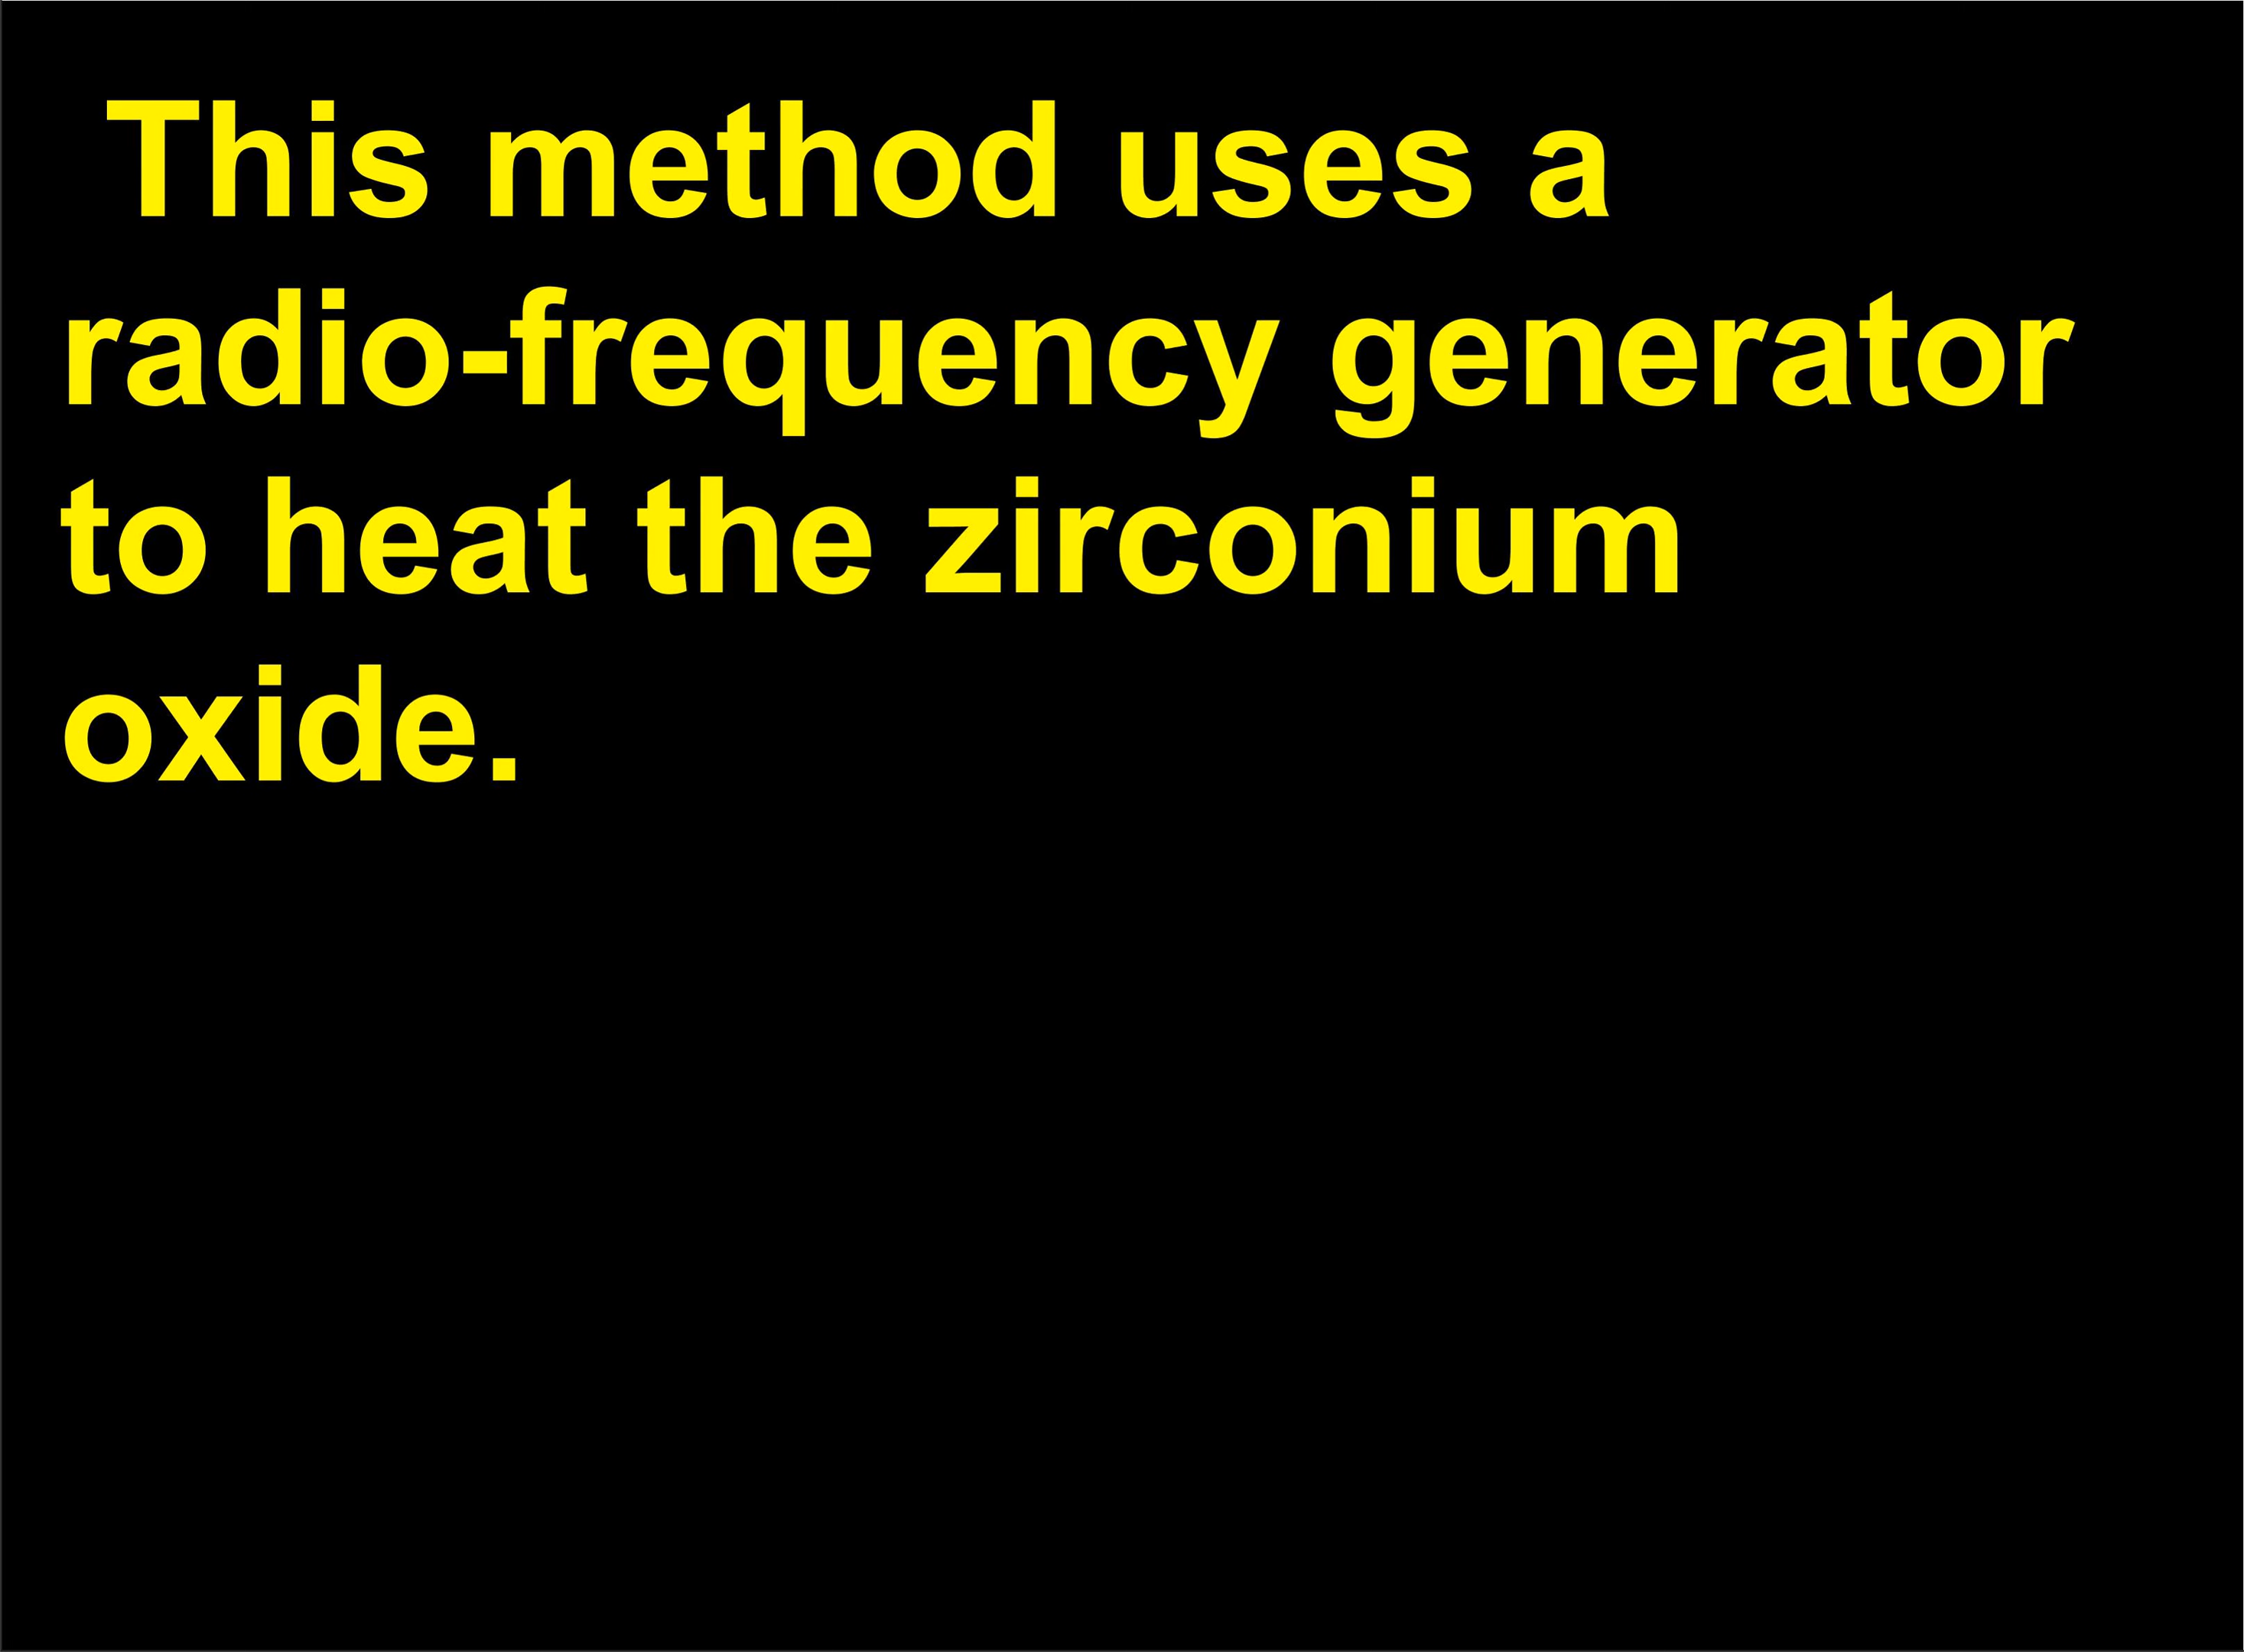 This method uses a
radio-frequency generator
to heat the zirconium
oxide.